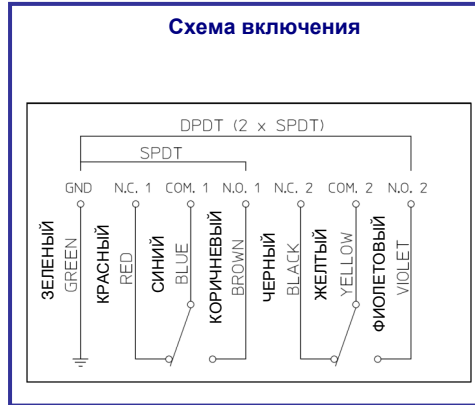 Схема включения
DPDT (2 x SPDT)
SPDT
GND N.C. 1 COM. 1 N.O. 1 N.C. 2 COM. 2 N.O. 2
ЗЕЛЕНЫЙ
GREEN
КРАСНЫЙ
RED
СИНИЙ
BLUE
КОРИЧНЕВЫЙ
BROWN
ЧЕРНЫЙ
BLACK
ЖЕЛТЫЙ
YELLOW
ФИОЛЕТОВЫЙ
VIOLET